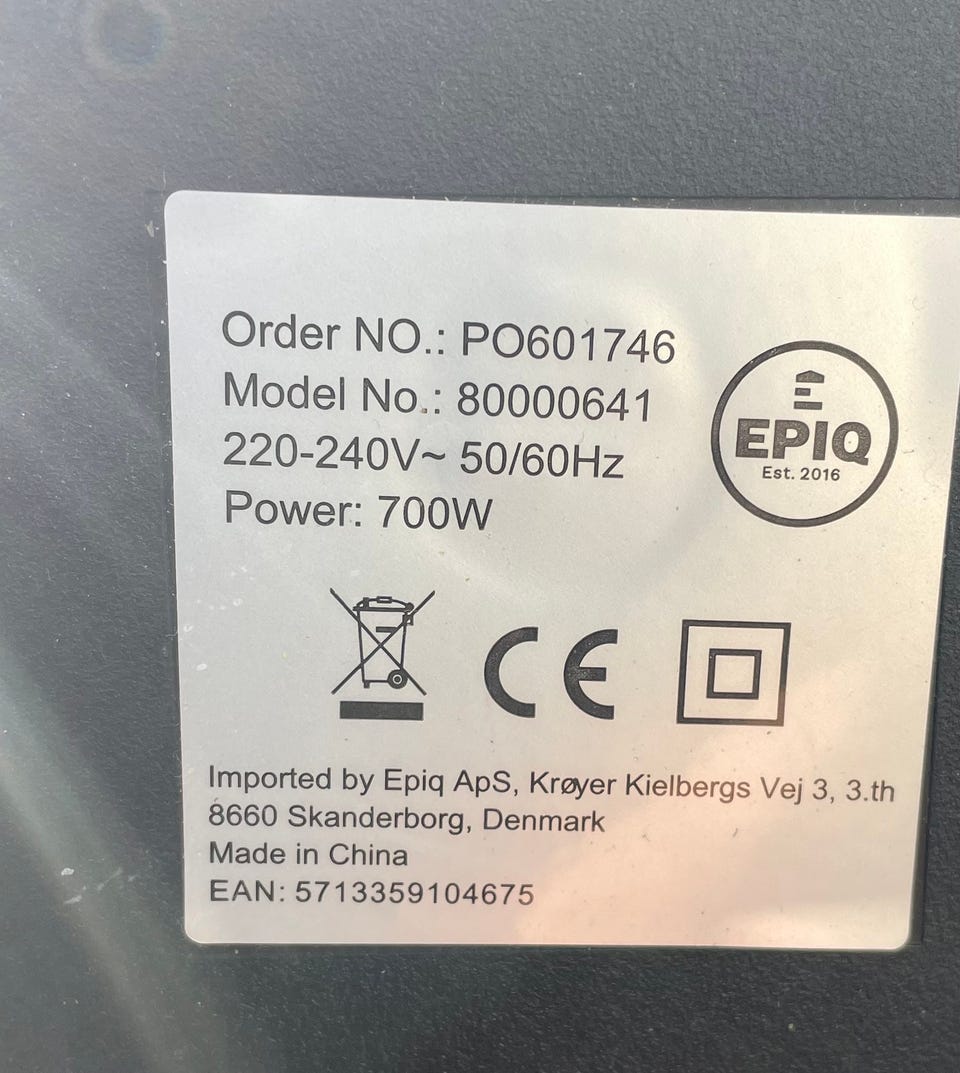 Order NO.: PO601746
Model No.: 80000641
220-240V~ 50/60Hz
Power: 700W
EPIQ
Est. 2016
CE
Imported by Epiq ApS, Krøyer Kielbergs Vej 3, 3.th
8660 Skanderborg, Denmark
Made in China
EAN: 5713359104675